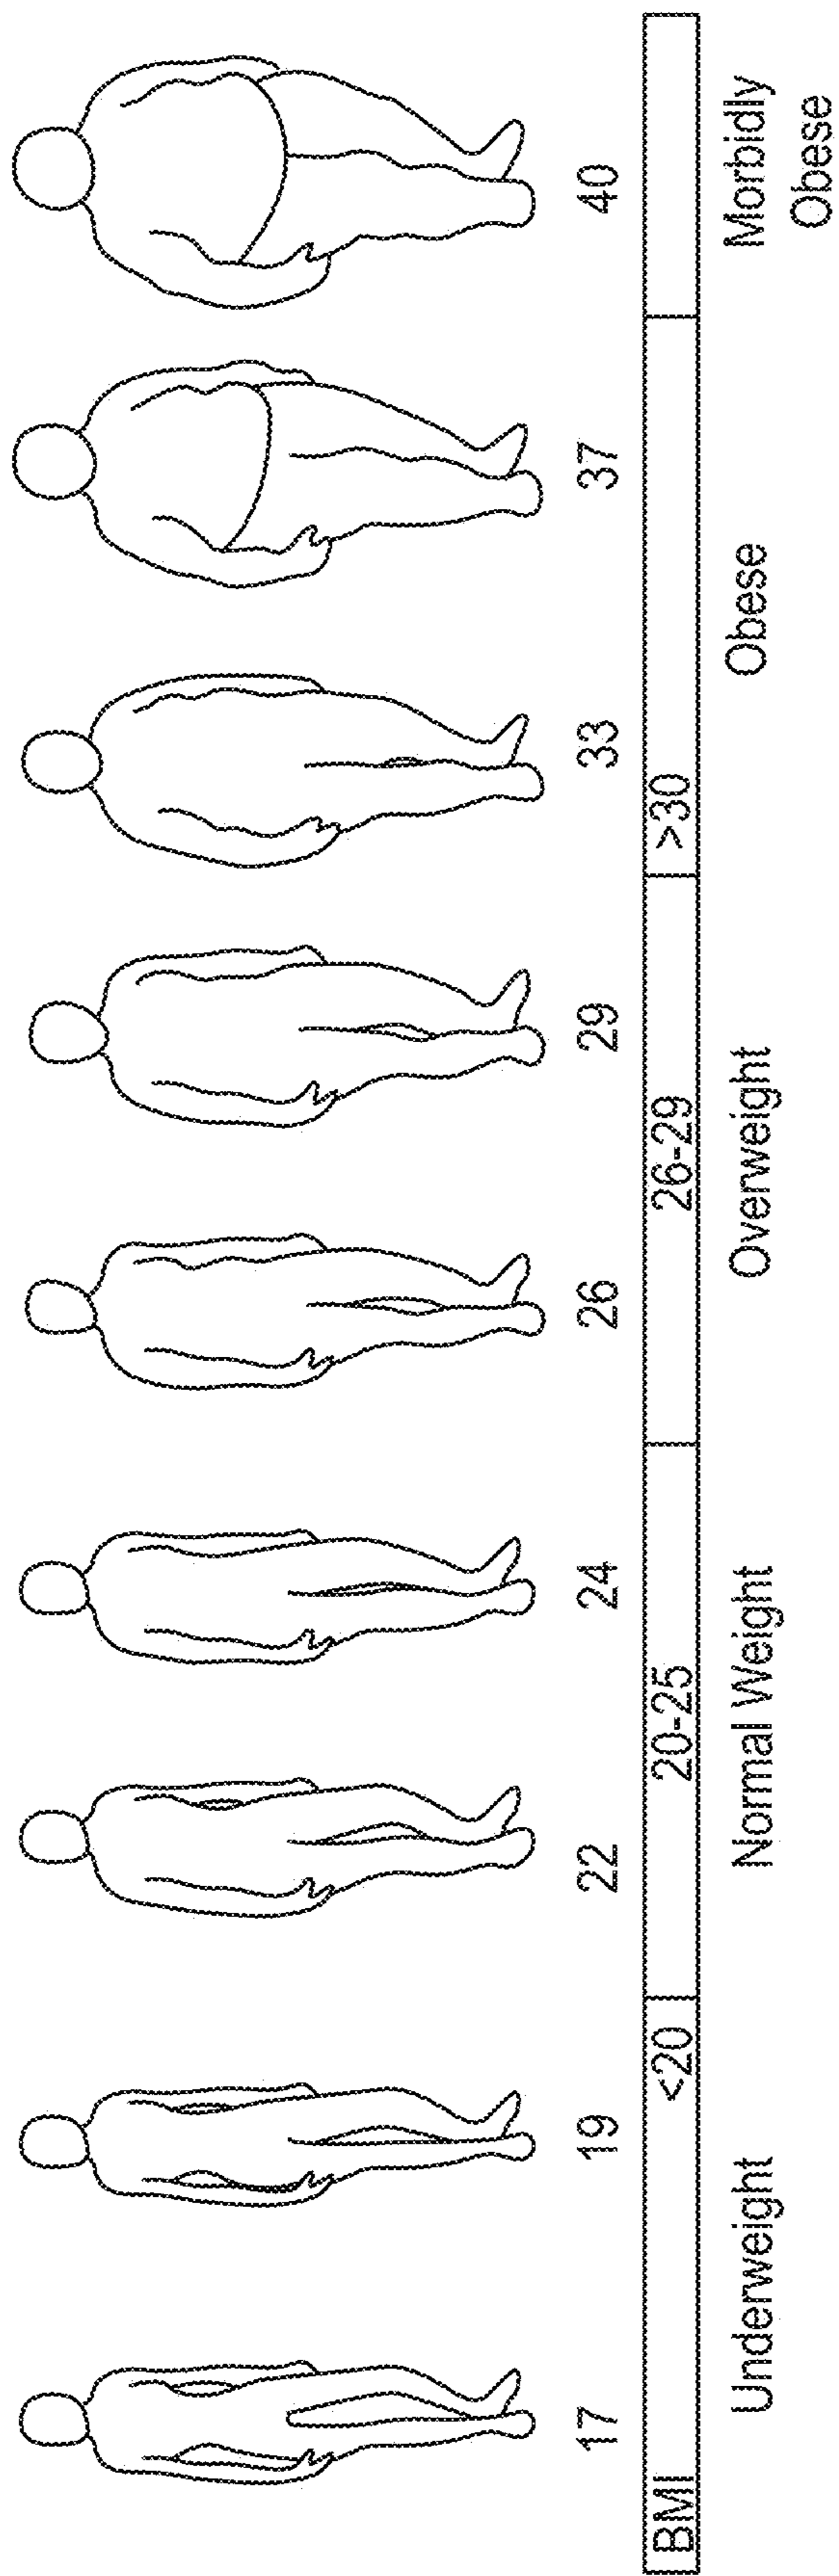 17 19 22 24 26 29 33 37 40
BMI <20 20-25 26-29 >30
Underweight Normal Weight Overweight Obese Morbidly
Obese